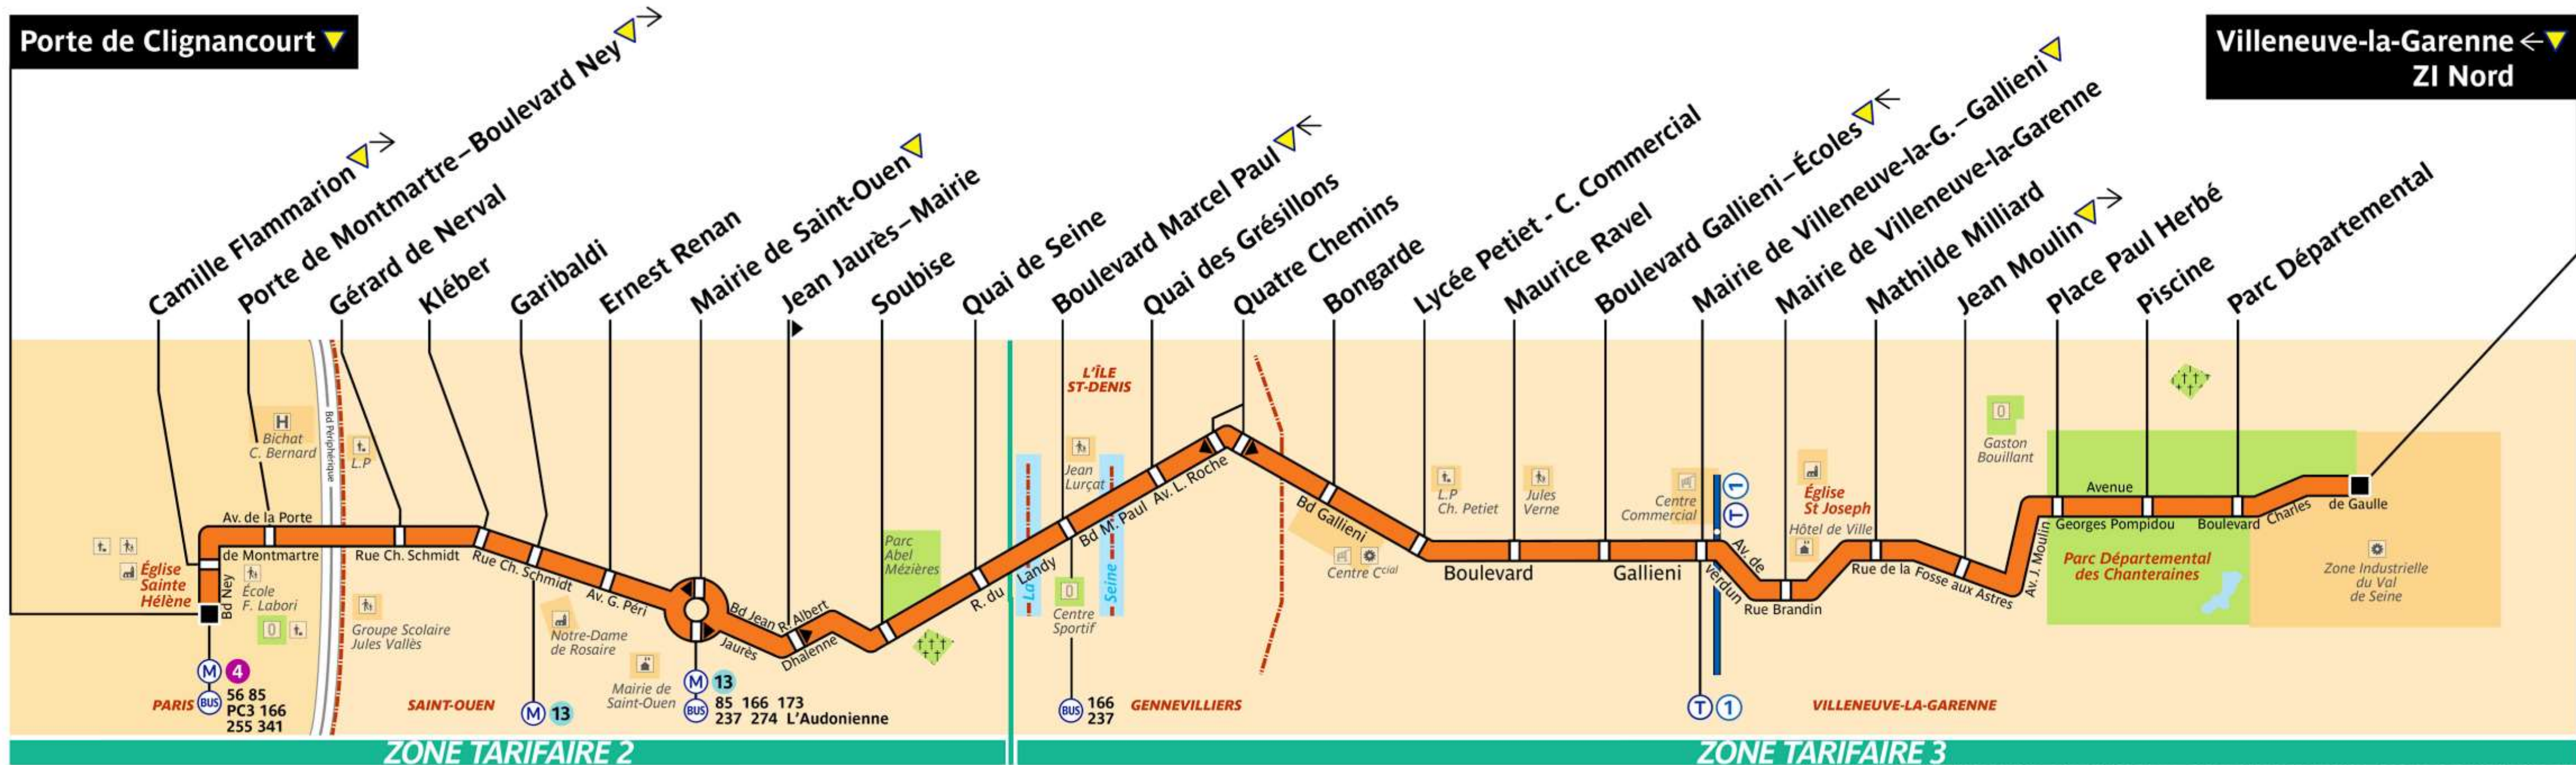 Porte de Clignancourt
Villeneuve-la-Garenne
ZI Nord
Camille Flammarion
Porte de Montmartre–Boulevard Ney
Gérard de Nerval
Kléber
Garibaldi
Ernest Renan
Mairie de Saint-Ouen
Jean Jaurès–Mairie
Soubise
Quai de Seine
Boulevard Marcel Paul
Quai des Grésillons
Quatre Chemins
Bongarde
Lycée Petiet - C. Commercial
Maurice Ravel
Boulevard Gallieni–Écoles
Mairie de Villeneuve-la-G.–Gallieni
Mairie de Villeneuve-la-Garenne
Mathilde Milliard
Jean Moulin
Place Paul Herbé
Piscine
Parc Départemental
H
Bichat
C. Bernard
Bd Périphérique
L.P
Av. de la Porte
de Montmartre
Église
Sainte
Hélène
Bd Ney
École
F. Labori
Groupe Scolaire
Jules Vallès
Rue Ch. Schmidt
Rue Ch. Schmidt
Av. G. Péri
Notre-Dame
de Rosaire
Mairie de
Saint-Ouen
Bd Jean
Jaurès
R. Albert
Dhalenne
Parc
Abel
Mézières
R. du
Landy
La
Seine
L'ÎLE
ST-DENIS
Jean
Lurçat
Bd M. Paul
Av. L. Roche
Centre
Sportif
Bd Gallieni
Centre Ccial
L.P
Ch. Petiet
Jules
Verne
Boulevard
Gallieni
Centre
Commercial
1
T
Av. de
Verdun
Église
St Joseph
Hôtel de Ville
Rue Brandin
Rue de la
Fosse aux Astres
Av. J. Moulin
Gaston
Bouillant
Avenue
Georges Pompidou
Boulevard
Charles
de Gaulle
Parc Départemental
des Chanteraines
Zone Industrielle
du Val
de Seine
M 4
BUS
56 85
PC3 166
255 341
PARIS
SAINT-OUEN
M 13
M 13
BUS
85 166 173
237 274 L'Audonienne
BUS
166
237
GENNEVILLIERS
T 1
VILLENEUVE-LA-GARENNE
ZONE TARIFAIRE 2
ZONE TARIFAIRE 3